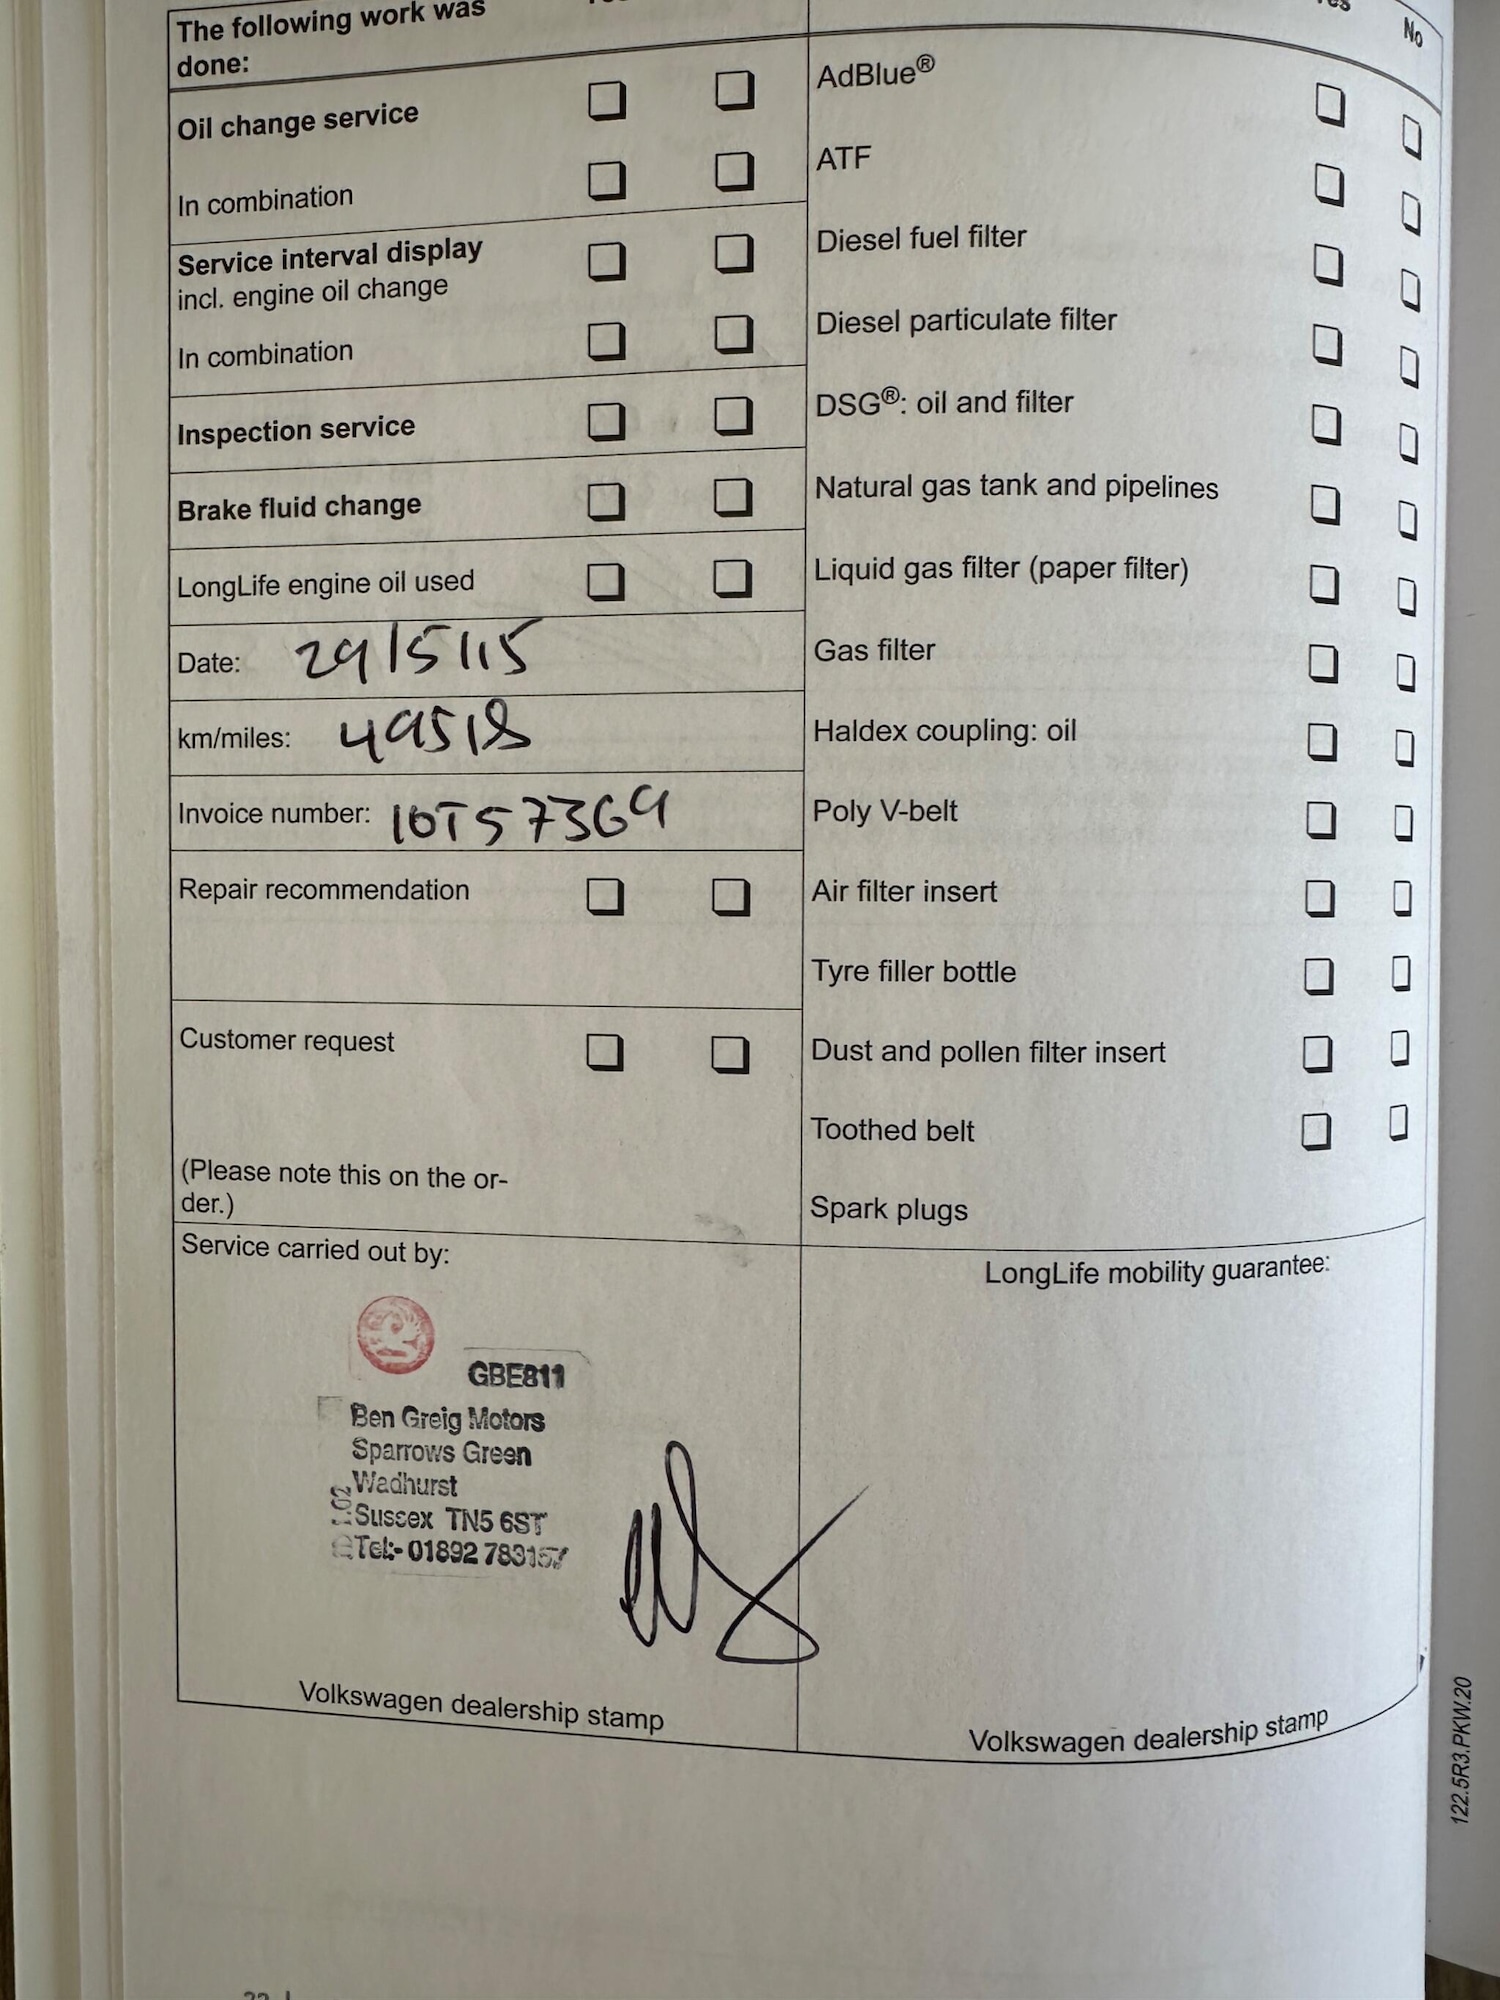 The following work was
done:
Oil change service
In combination
Service interval display
incl. engine oil change
In combination
Inspection service
Brake fluid change
LongLife engine oil used
Date: 29/5/15
km/miles: 49518
Invoice number: 10T57369
Repair recommendation
Customer request
(Please note this on the or-
der.)
Service carried out by:
GBE811
Ben Greig Motors
Sparrows Green
Wadhurst
Sussex TN5 6ST
Tel:- 01892 783157
Volkswagen dealership stamp
No
AdBlue®
ATF
Diesel fuel filter
Diesel particulate filter
DSG®: oil and filter
Natural gas tank and pipelines
Liquid gas filter (paper filter)
Gas filter
Haldex coupling: oil
Poly V-belt
Air filter insert
Tyre filler bottle
Dust and pollen filter insert
Toothed belt
Spark plugs
LongLife mobility guarantee:
Volkswagen dealership stamp
122.5R3.PKW.20